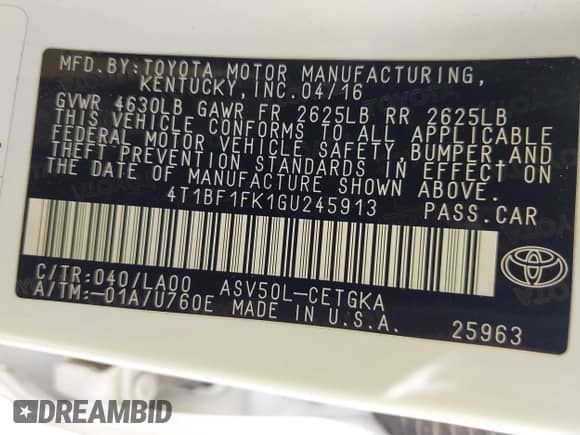 MFD.BY:TOYOTA MOTOR MANUFACTURING,
KENTUCKY,INC.04/16
GVWR 4630LB GAWR FR 2625LB RR 2625LB
THIS VEHICLE CONFORMS TO ALL APPLICABLE
FEDERAL MOTOR VEHICLE SAFETY,BUMPER,AND
THEFT PREVENTION STANDARDS IN EFFECT ON
THE DATE OF MANUFACTURE SHOWN ABOVE.
4T1BF1FK1GU245913 PASS.CAR
C/TR:040/LA00 ASV50L-CETGKA
A/TM:-01A/U760E MADE IN U.S.A. 25963
DREAMBID